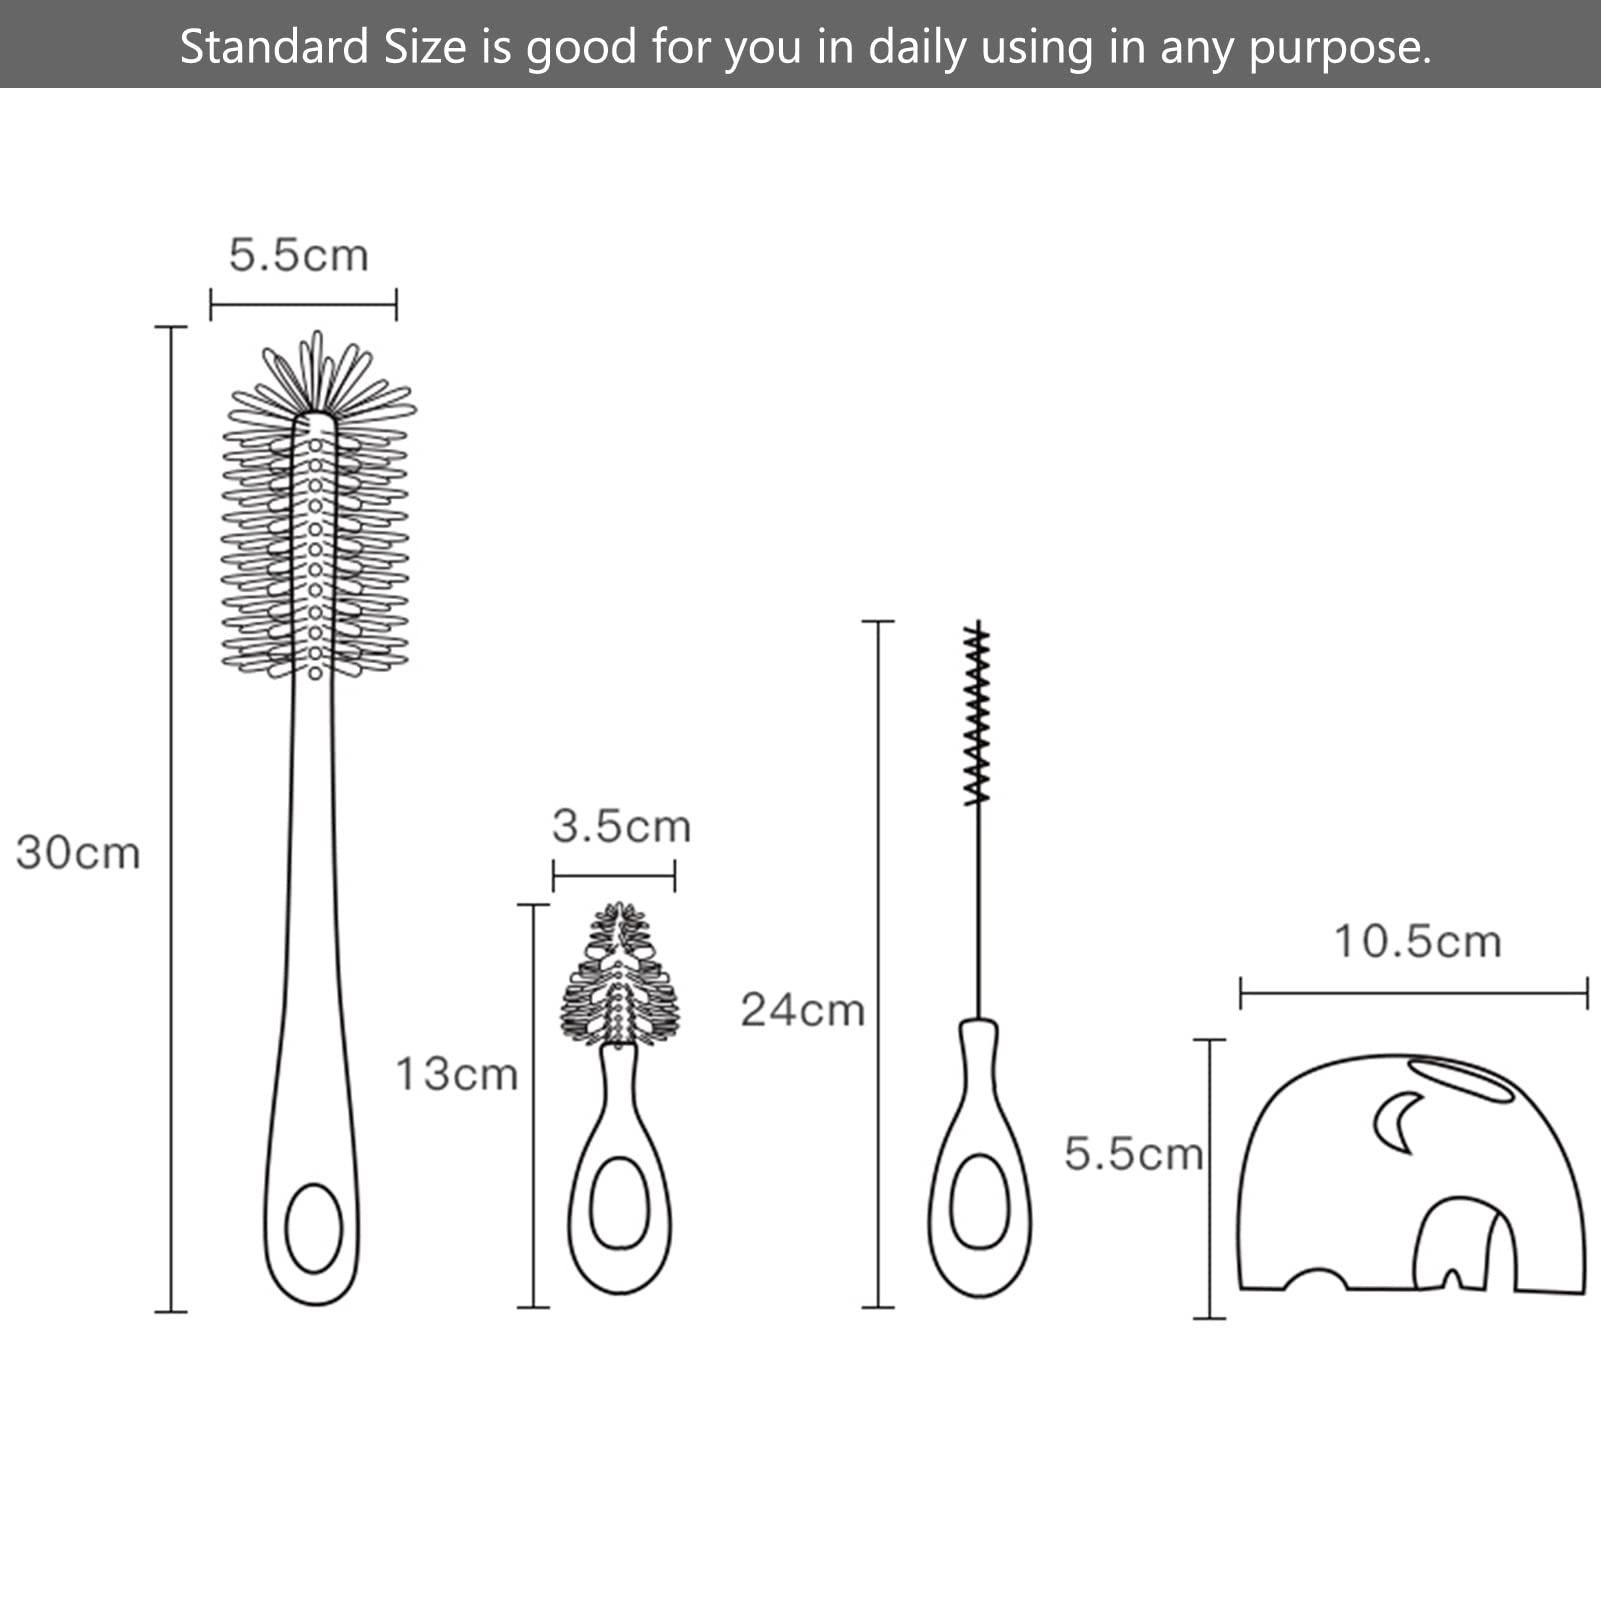 Standard Size is good for you in daily using in any purpose.
5.5cm
30cm
3.5cm
13cm
24cm
10.5cm
5.5cm